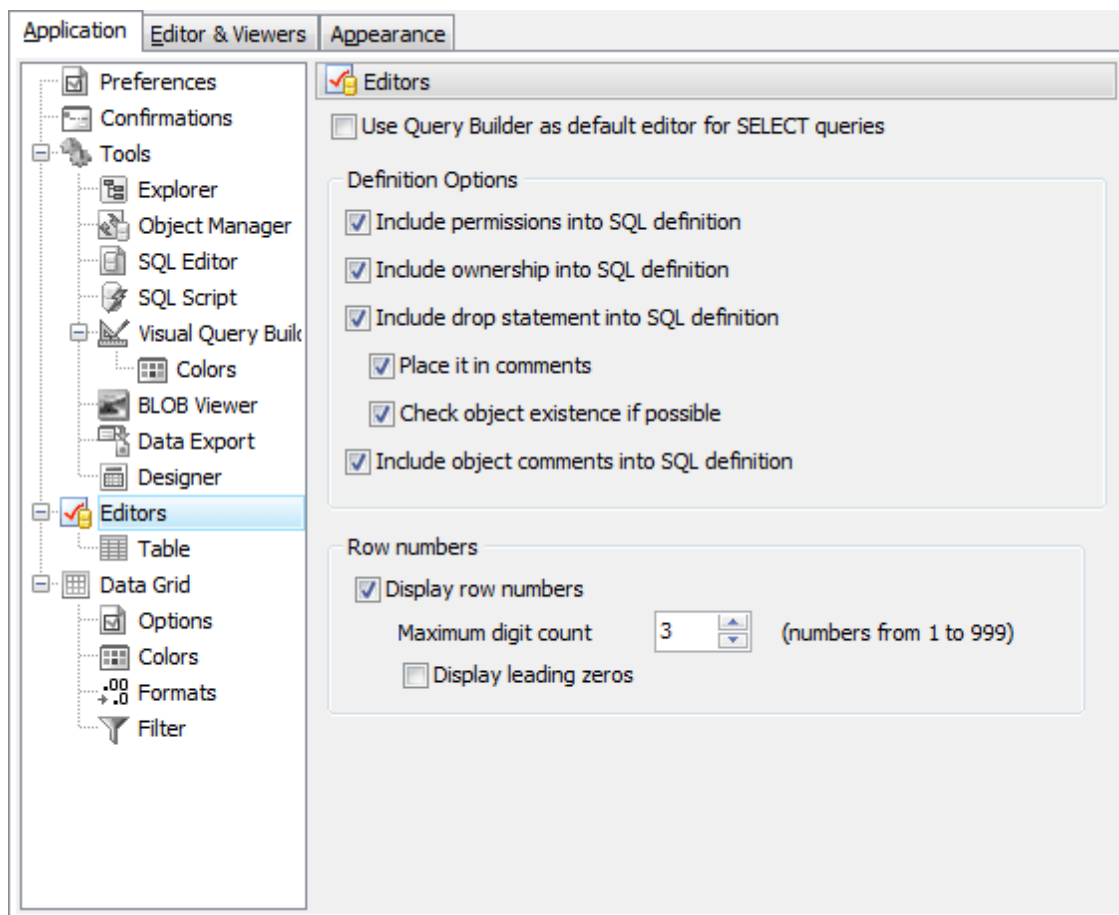 Application
Editor & Viewers
Appearance
Preferences
Confirmations
Tools
Explorer
Object Manager
SQL Editor
SQL Script
Visual Query Build
Colors
BLOB Viewer
Data Export
Designer
Editors
Table
Data Grid
Options
Colors
Formats
Filter
Editors
Use Query Builder as default editor for SELECT queries
Definition Options
Include permissions into SQL definition
Include ownership into SQL definition
Include drop statement into SQL definition
Place it in comments
Check object existence if possible
Include object comments into SQL definition
Row numbers
Display row numbers
Maximum digit count 3 (numbers from 1 to 999)
Display leading zeros